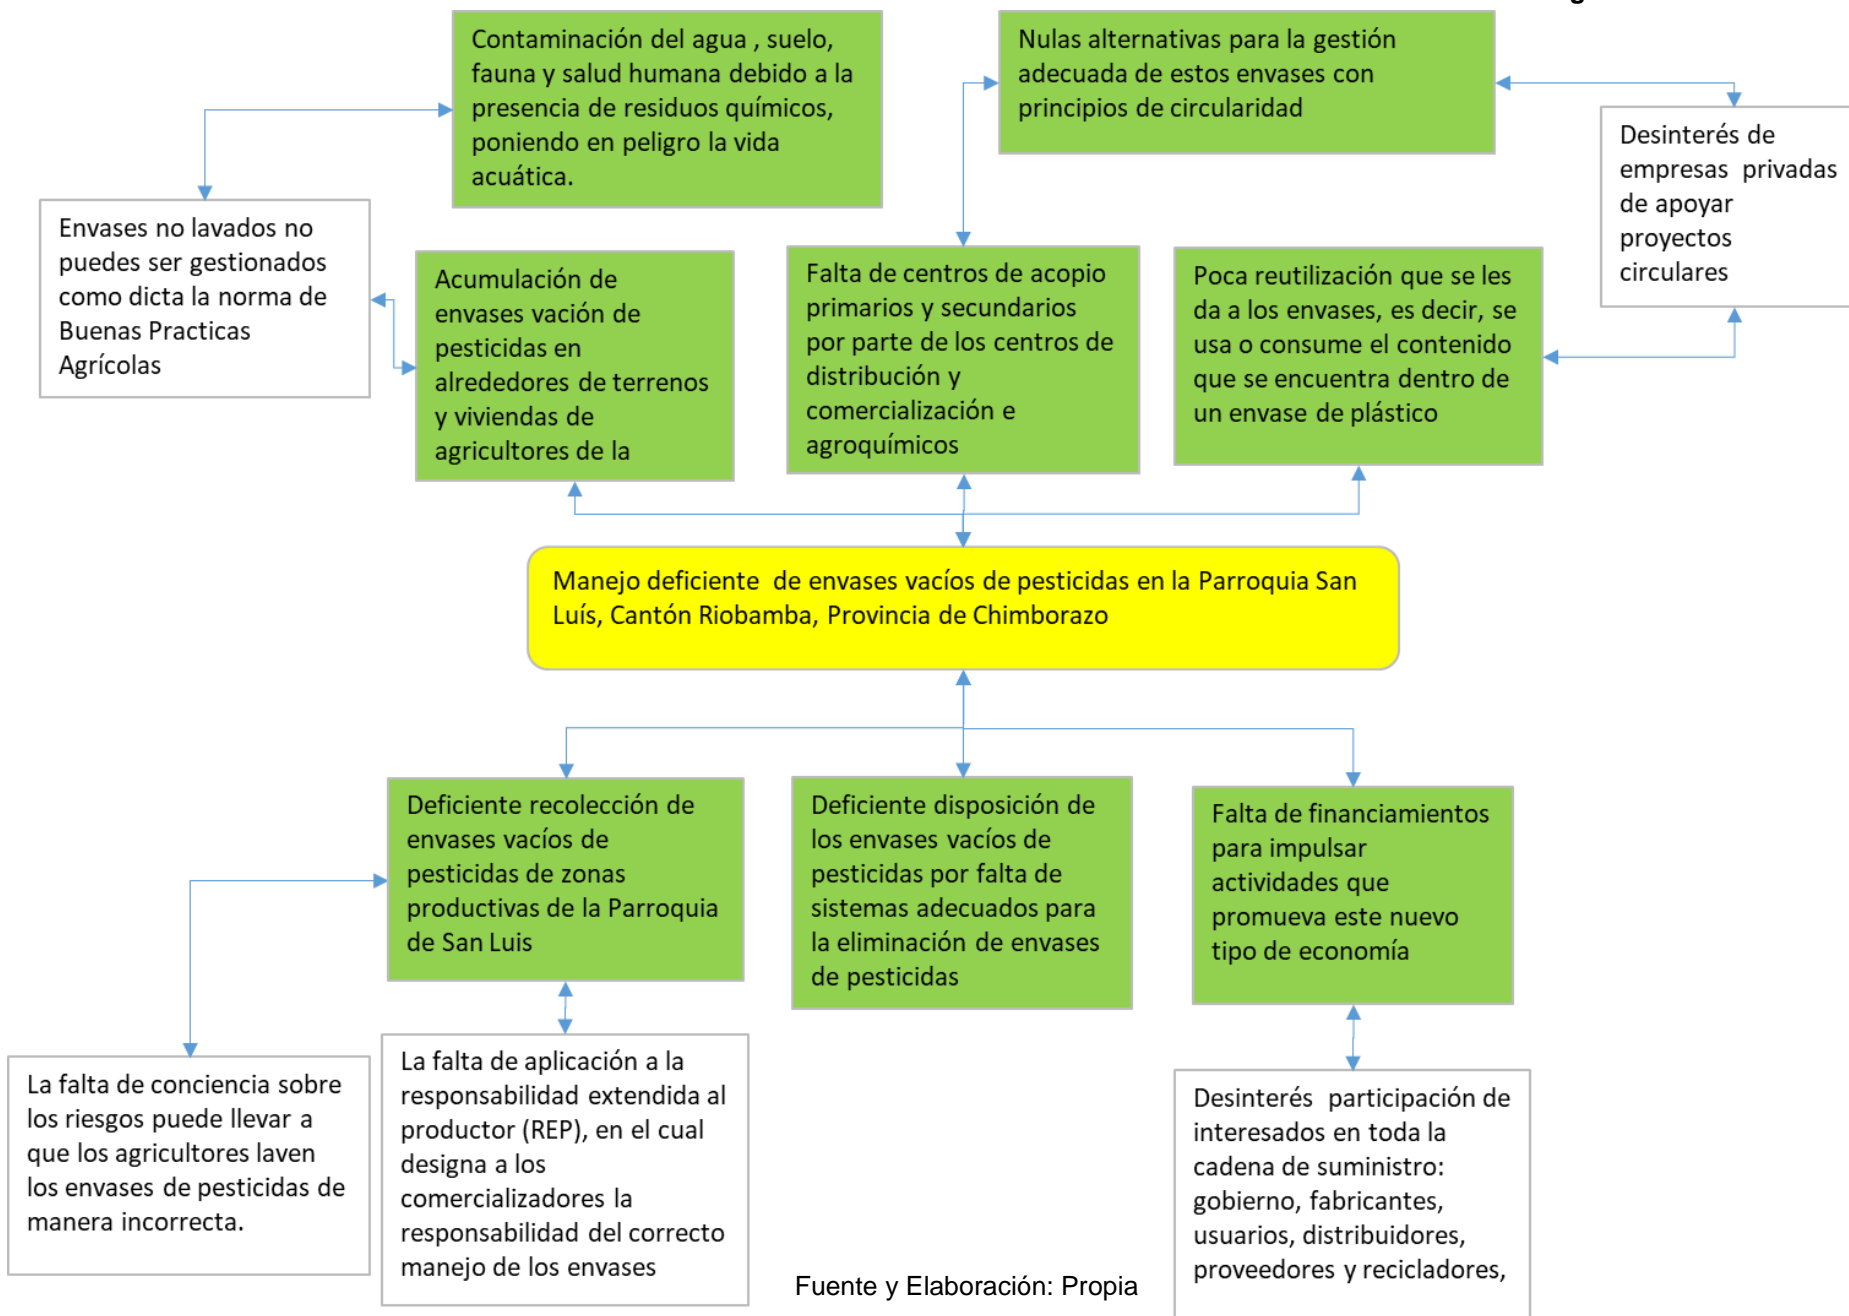 Contaminación del agua , suelo,
fauna y salud humana debido a la
presencia de residuos químicos,
poniendo en peligro la vida
acuática.
Nulas alternativas para la gestión
adecuada de estos envases con
principios de circularidad
Desinterés de
empresas privadas
de apoyar
proyectos
circulares
Envases no lavados no
puedes ser gestionados
como dicta la norma de
Buenas Practicas
Agrícolas
Acumulación de
envases vación de
pesticidas en
alrededores de terrenos
y viviendas de
agricultores de la
Falta de centros de acopio
primarios y secundarios
por parte de los centros de
distribución y
comercialización e
agroquímicos
Poca reutilización que se les
da a los envases, es decir, se
usa o consume el contenido
que se encuentra dentro de
un envase de plástico
Manejo deficiente de envases vacíos de pesticidas en la Parroquia San
Luís, Cantón Riobamba, Provincia de Chimborazo
Deficiente recolección de
envases vacíos de
pesticidas de zonas
productivas de la Parroquia
de San Luis
Deficiente disposición de
los envases vacíos de
pesticidas por falta de
sistemas adecuados para
la eliminación de envases
de pesticidas
Falta de financiamientos
para impulsar
actividades que
promueva este nuevo
tipo de economía
La falta de conciencia sobre
los riesgos puede llevar a
que los agricultores laven
los envases de pesticidas de
manera incorrecta.
La falta de aplicación a la
responsabilidad extendida al
productor (REP), en el cual
designa a los
comercializadores la
responsabilidad del correcto
manejo de los envases
Desinterés participación de
interesados en toda la
cadena de suministro:
gobierno, fabricantes,
usuarios, distribuidores,
proveedores y recicladores,
Fuente y Elaboración: Propia